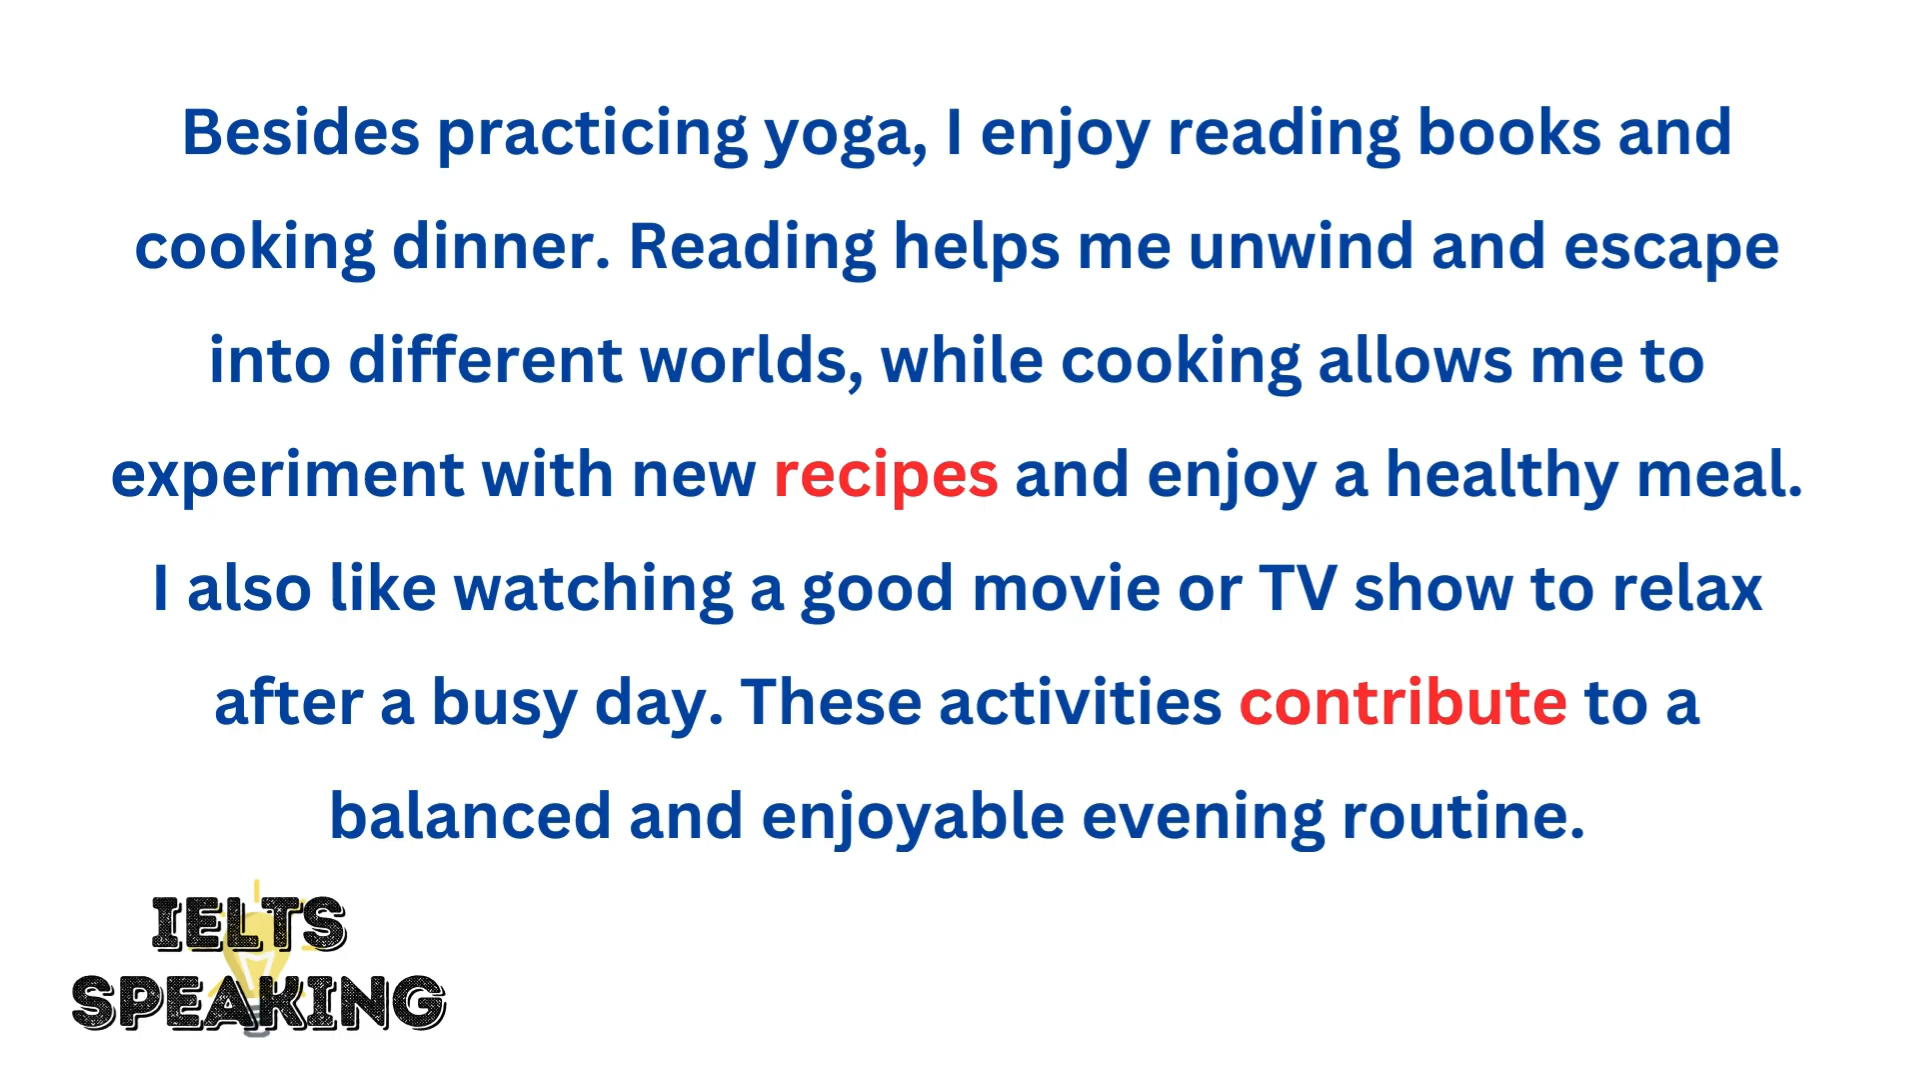 Besides practicing yoga, I enjoy reading books and
cooking dinner. Reading helps me unwind and escape
into different worlds, while cooking allows me to
experiment with new recipes and enjoy a healthy meal.
I also like watching a good movie or TV show to relax
after a busy day. These activities contribute to a
balanced and enjoyable evening routine.
IELTS
SPEAKING